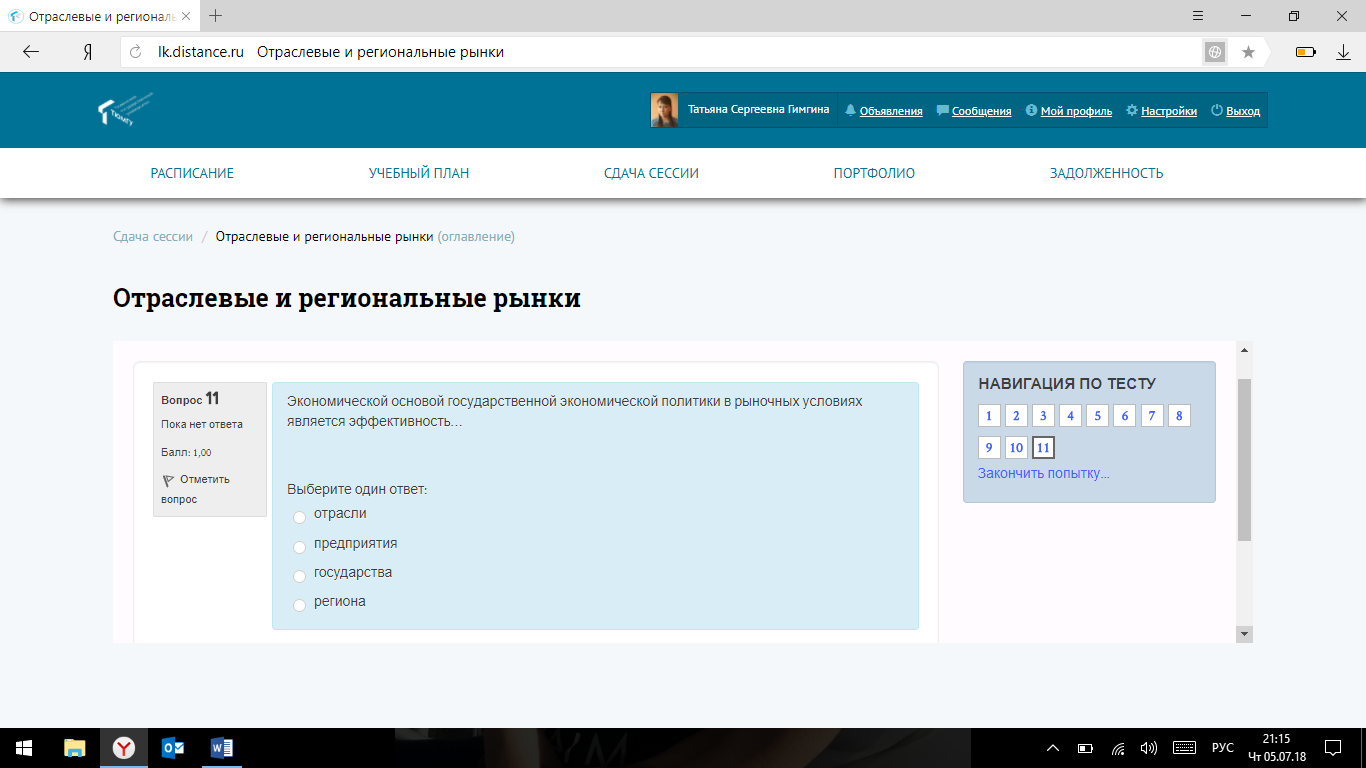 Отраслевые и региональ
lk.distance.ru Отраслевые и региональные рынки
ТюмГУ
Татьяна Сергеевна Гимгина Объявления Сообщения Мой профиль Настройки Выход
РАСПИСАНИЕ УЧЕБНЫЙ ПЛАН СДАЧА СЕССИИ ПОРТФОЛИО ЗАДОЛЖЕННОСТЬ
Сдача сессии / Отраслевые и региональные рынки (оглавление)
Отраслевые и региональные рынки
Вопрос 11
Пока нет ответа
Балл: 1,00
Отметить
вопрос
Экономической основой государственной экономической политики в рыночных условиях
является эффективность...
Выберите один ответ:
отрасли
предприятия
государства
региона
НАВИГАЦИЯ ПО ТЕСТУ
1 2 3 4 5 6 7 8
9 10 11
Закончить попытку...
РУС
21:15
Чт 05.07.18